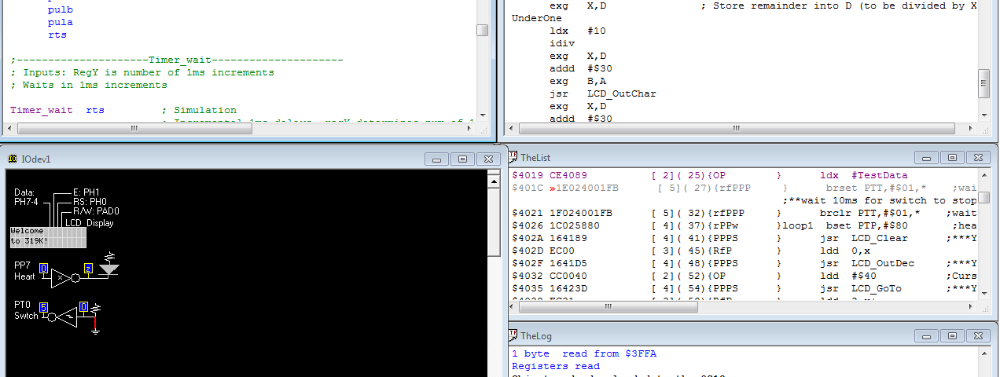 pulb
pula
rts
;---------------------Timer_wait---------------------
; Inputs: RegY is number of 1ms increments
; Waits in 1ms increments
Timer_wait  rts         ; Simulation
exg   X,D               ; Store remainder into D (to be divided by X
UnderOne
ldx   #10
idiv
exg   X,D
addd  #$30
exg   B,A
jsr   LCD_OutChar
exg   X,D
addd  #$30
IOdev1
Data:
PH7-4
E: PH1
RS: PH0
R/W: PAD0
LCD Display
Welcome
to 319K!
PP7
Heart
0
z
PT0
Switch
5
0
TheList
$4019 CE4089          [ 2]( 25){OP        }      ldx  #TestData
$401C »1E024001FB      [ 5]( 27){rfPPP     }      brset PTT,#$01,*    ;wai
;**wait 10ms for switch to stop
$4021 1F024001FB      [ 5]( 32){rfPPP     }      brclr PTT,#$01,*   ;wait
$4026 1C025880        [ 4]( 37){rPPw      }loop1  bset PTP,#$80       ;hea
$402A 164189          [ 4]( 41){PPPS      }      jsr  LCD_Clear    ;***Y
$402D EC00            [ 3]( 45){RfP       }      ldd  0,x
$402F 1641D5          [ 4]( 48){PPPS      }      jsr  LCD_OutDec   ;***Y
$4032 CC0040          [ 2]( 52){OP        }      ldd  #$40         ;Curs
$4035 16423D          [ 4]( 54){PPPS      }      jsr  LCD_GoTo     ;***Y
TheLog
1 byte  read from $3FFA
Registers read